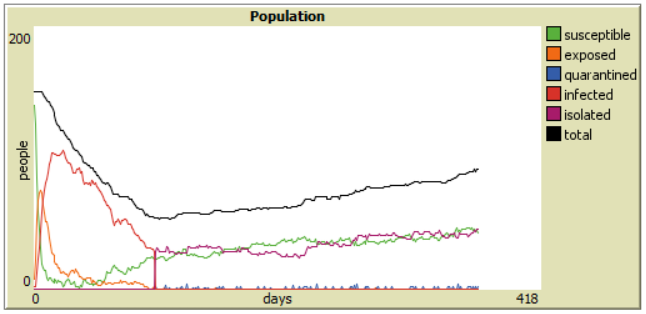 Population
200
people
0
0
days
418
susceptible
exposed
quarantined
infected
isolated
total